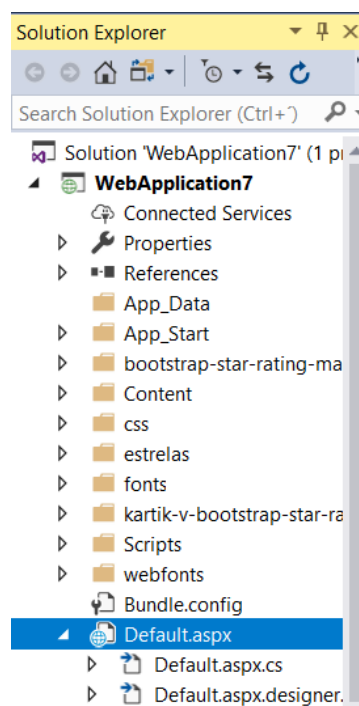 Solution Explorer
Search Solution Explorer (Ctrl+´)
Solution 'WebApplication7' (1 pr
WebApplication7
Connected Services
Properties
References
App_Data
App_Start
bootstrap-star-rating-ma
Content
css
estrelas
fonts
kartik-v-bootstrap-star-ra
Scripts
webfonts
Bundle.config
Default.aspx
Default.aspx.cs
Default.aspx.designer.